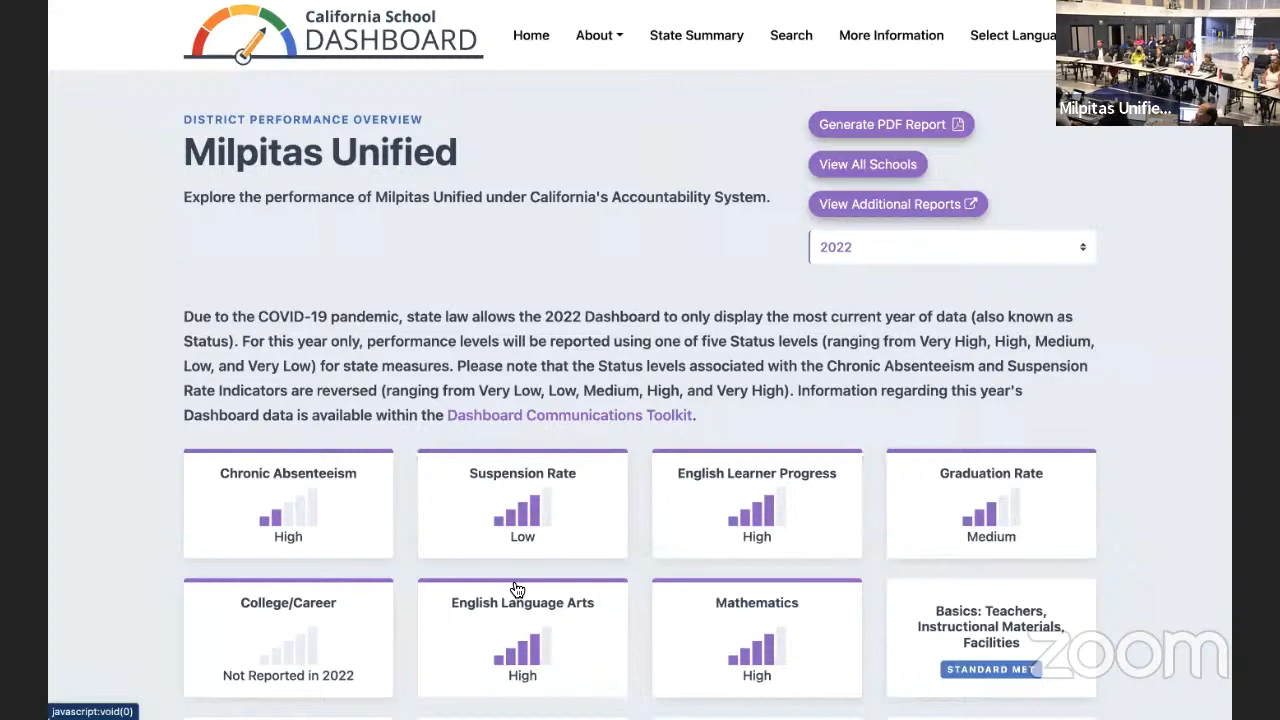 California School
DASHBOARD
Home
About
State Summary
Search
More Information
Select Langua
Milpitas Unifie...
DISTRICT PERFORMANCE OVERVIEW
Milpitas Unified
Explore the performance of Milpitas Unified under California's Accountability System.
Generate PDF Report
View All Schools
View Additional Reports
2022
Due to the COVID-19 pandemic, state law allows the 2022 Dashboard to only display the most current year of data (also known as
Status). For this year only, performance levels will be reported using one of five Status levels (ranging from Very High, High, Medium,
Low, and Very Low) for state measures. Please note that the Status levels associated with the Chronic Absenteeism and Suspension
Rate Indicators are reversed (ranging from Very Low, Low, Medium, High, and Very High). Information regarding this year's
Dashboard data is available within the Dashboard Communications Toolkit.
Chronic Absenteeism
High
Suspension Rate
Low
English Learner Progress
High
Graduation Rate
Medium
College/Career
Not Reported in 2022
English Language Arts
High
Mathematics
High
Basics: Teachers,
Instructional Materials,
Facilities
STANDARD MET
zoom
javascript:void(0)